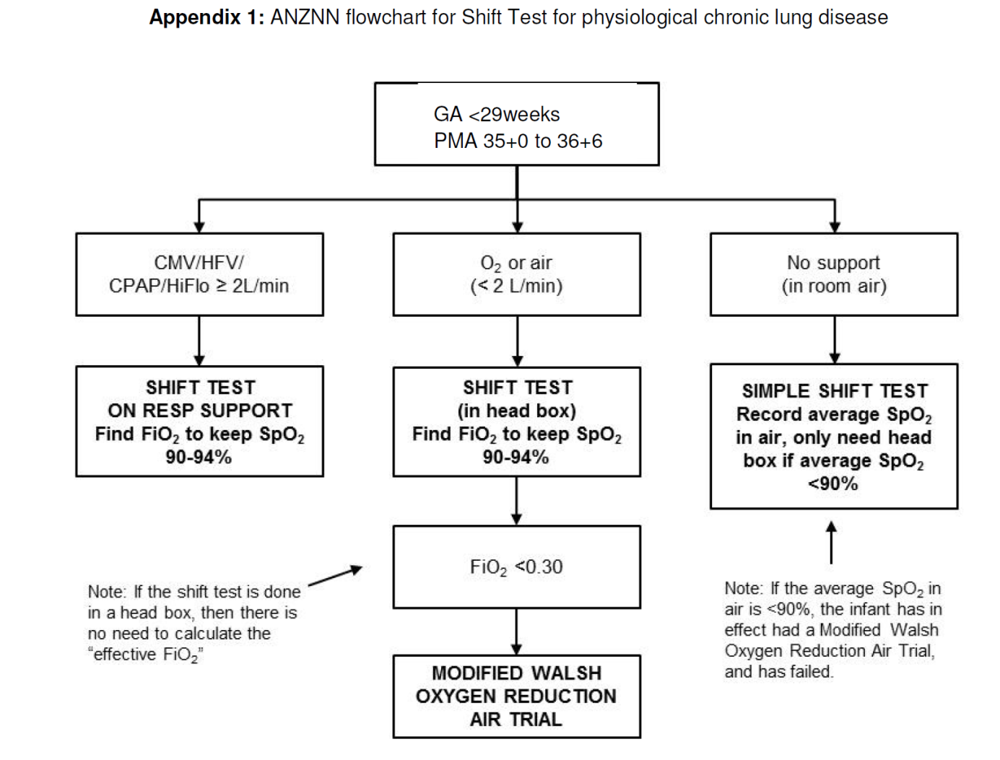 Appendix 1: ANZNN flowchart for Shift Test for physiological chronic lung disease
GA <29weeks
PMA 35+0 to 36+6
CMV/HFV/
CPAP/HiFlo ≥ 2L/min
O₂ or air
(< 2 L/min)
No support
(in room air)
SHIFT TEST
ON RESP SUPPORT
Find FiO₂ to keep SpO₂
90-94%
SHIFT TEST
(in head box)
Find FiO₂ to keep SpO₂
90-94%
SIMPLE SHIFT TEST
Record average SpO₂
in air, only need head
box if average SpO₂
<90%
FiO₂ <0.30
Note: If the shift test is done
in a head box, then there is
no need to calculate the
“effective FiO₂”
Note: If the average SpO₂ in
air is <90%, the infant has in
effect had a Modified Walsh
Oxygen Reduction Air Trial,
and has failed.
MODIFIED WALSH
OXYGEN REDUCTION
AIR TRIAL